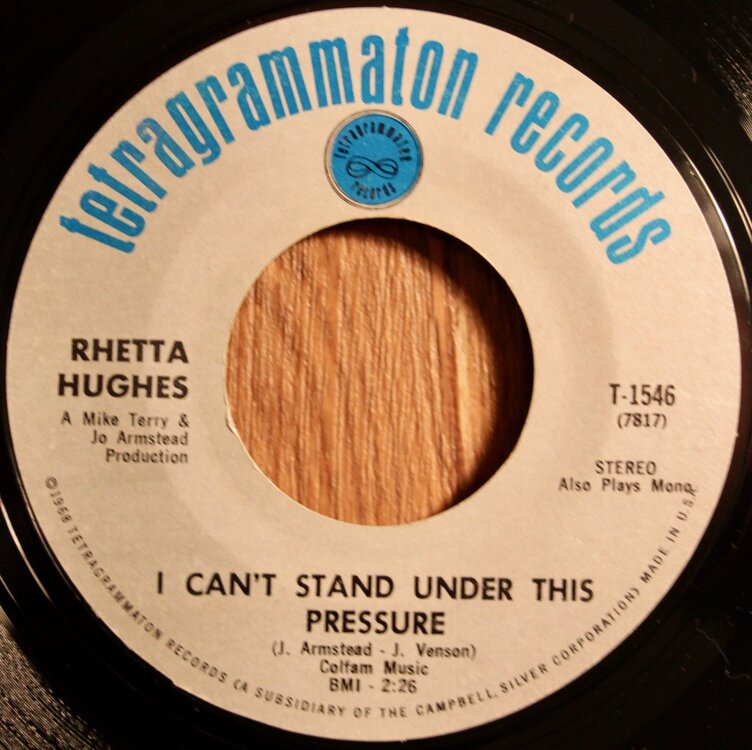 tetragrammaton records
tetragrammaton
records
RHETTA
HUGHES
A Mike Terry &
Jo Armstead
Production
T-1546
(7817)
STEREO
Also Plays Mono
I CAN'T STAND UNDER THIS
PRESSURE
(J. Armstead - J. Venson)
Colfam Music
BMI - 2:26
©1968 TETRAGRAMMATON RECORDS (A SUBSIDIARY OF THE CAMPBELL, SILVER CORPORATION) MADE IN U.S.A.